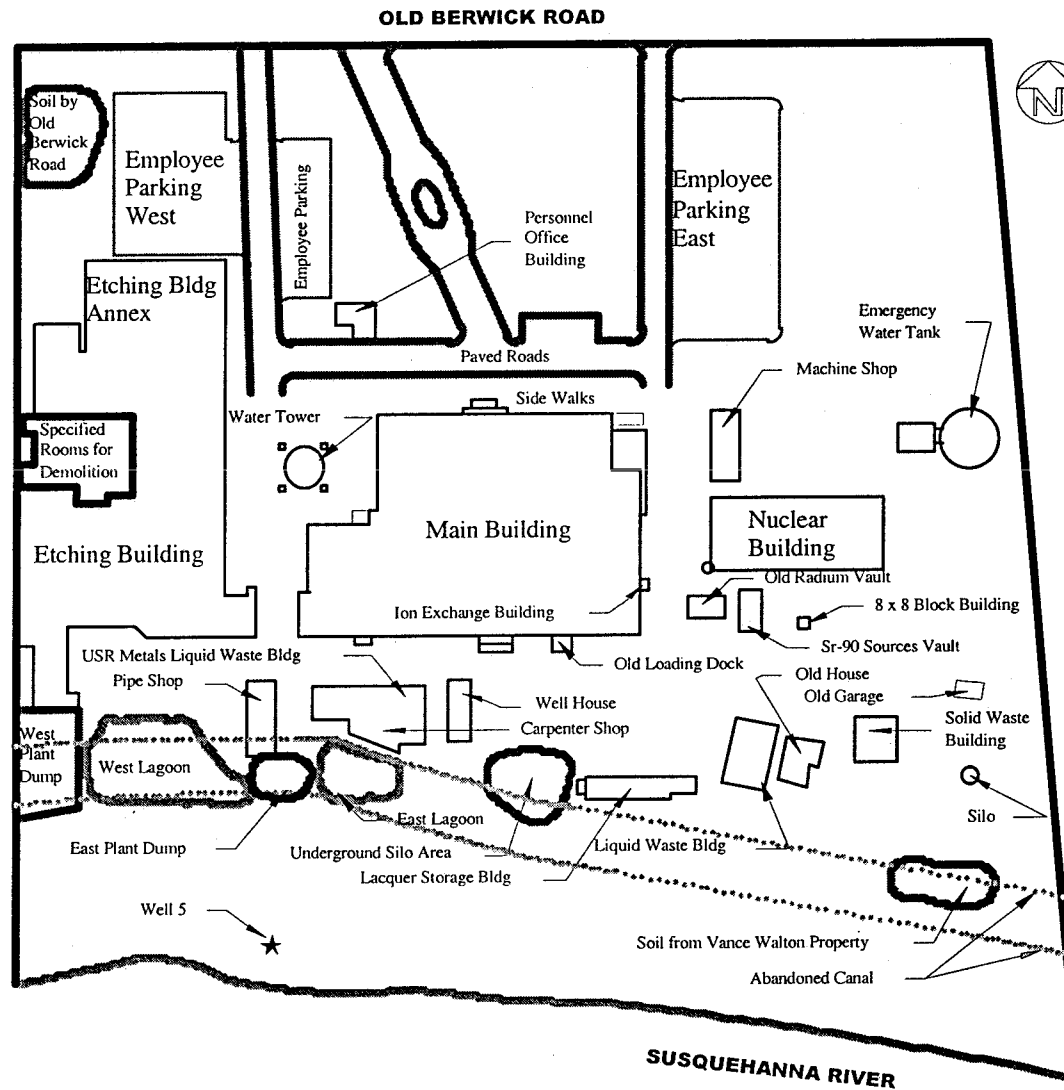 OLD BERWICK ROAD
N
Soil by
Old
Berwick
Road
Employee
Parking
West
Employee Parking
Personnel
Office
Building
Employee
Parking
East
Etching Bldg
Annex
Emergency
Water Tank
Paved Roads
Machine Shop
Side Walks
Water Tower
Specified
Rooms for
Demolition
Main Building
Nuclear
Building
Etching Building
Old Radium Vault
Ion Exchange Building
8 x 8 Block Building
Sr-90 Sources Vault
USR Metals Liquid Waste Bldg
Old Loading Dock
Old House
Pipe Shop
Old Garage
Well House
Carpenter Shop
Solid Waste
Building
West
Plant
Dump
West Lagoon
East Lagoon
Silo
East Plant Dump
Underground Silo Area
Liquid Waste Bldg
Lacquer Storage Bldg
Well 5
Soil from Vance Walton Property
Abandoned Canal
SUSQUEHANNA RIVER